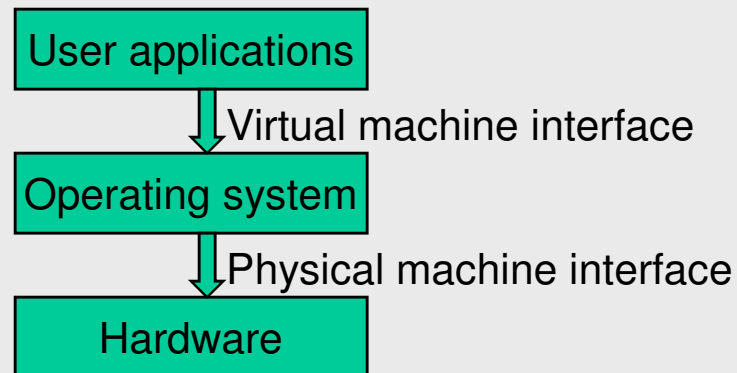 User applications
Virtual machine interface
Operating system
Physical machine interface
Hardware